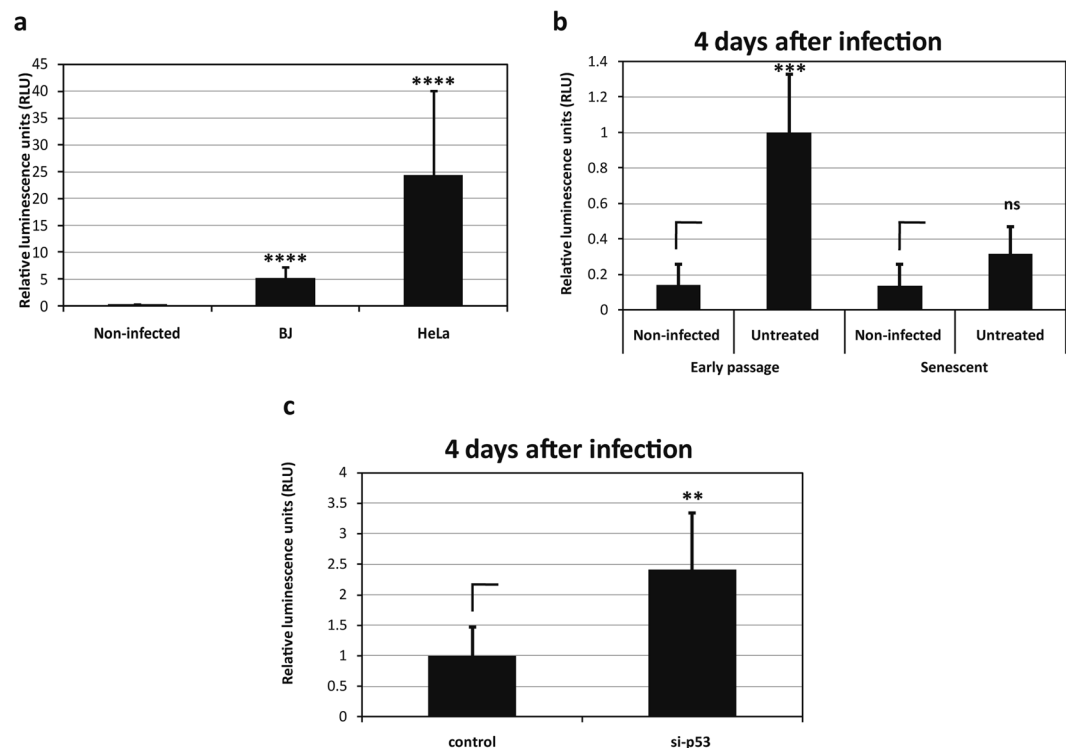 a
Relative luminescence units (RLU)
45
40
35
30
25
20
15
10
5
0
****
****
Non-infected BJ HeLa
b
4 days after infection
Relative luminescence units (RLU)
1.4
1.2
1
0.8
0.6
0.4
0.2
0
***
ns
Non-infected Untreated Non-infected Untreated
Early passage Senescent
c
4 days after infection
Relative luminescence units (RLU)
4
3.5
3
2.5
2
1.5
1
0.5
0
**
control si-p53